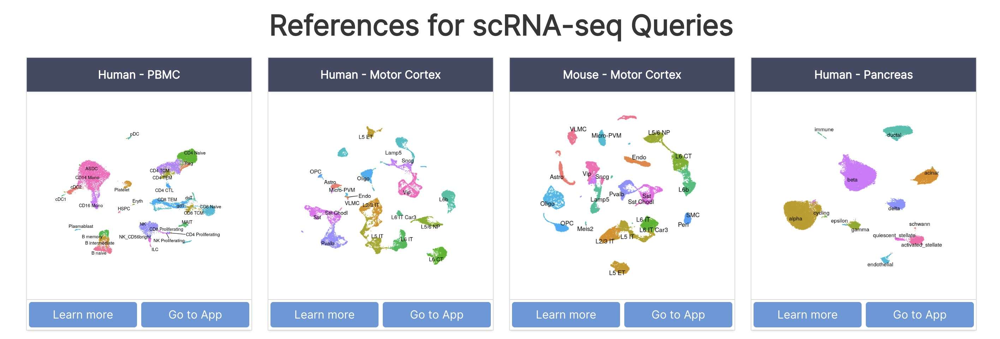 References for scRNA-seq Queries
Human - PBMC
pDC
CD4 Naive
Treg
ASDC
CD4 TCM
CD14 Mono
CD4 TEM
cDC2
Platelet
CD4 CTL
cDC1
CD8 TEM
dnT
Eryth
CD16 Mono
gdT
CD8 Naive
HSPC
CD8 TCM
MAIT
NK
Plasmablast
CD8 Proliferating
CD4 Proliferating
B memory
NK_CD56bright
NK Proliferating
B intermediate
ILC
B naive
Learn more
Go to App
Human - Motor Cortex
L5 ET
Lamp5
Sncg
OPC
Oligo
Astro
Micro-PVM
Vip
Endo
L6b
VLMC
L2/3 IT
Sst Chodl
Sst
L6 IT Car3
L5/6 NP
L5 IT
L6 IT
Pvalb
L6 CT
Learn more
Go to App
Mouse - Motor Cortex
VLMC
Micro-PVM
L5/6 NP
Endo
L6 CT
Vip
Astro
Sncg
L6b
Pvalb
Sst
Lamp5
Sst Chodl
Oligo
SMC
L6 IT
OPC
Peri
Meis2
L6 IT Car3
L5 IT
L2/3 IT
L5 ET
Learn more
Go to App
Human - Pancreas
immune
ductal
acinar
beta
delta
cycling
alpha
epsilon
schwann
gamma
quiescent_stellate
activated_stellate
endothelial
Learn more
Go to App